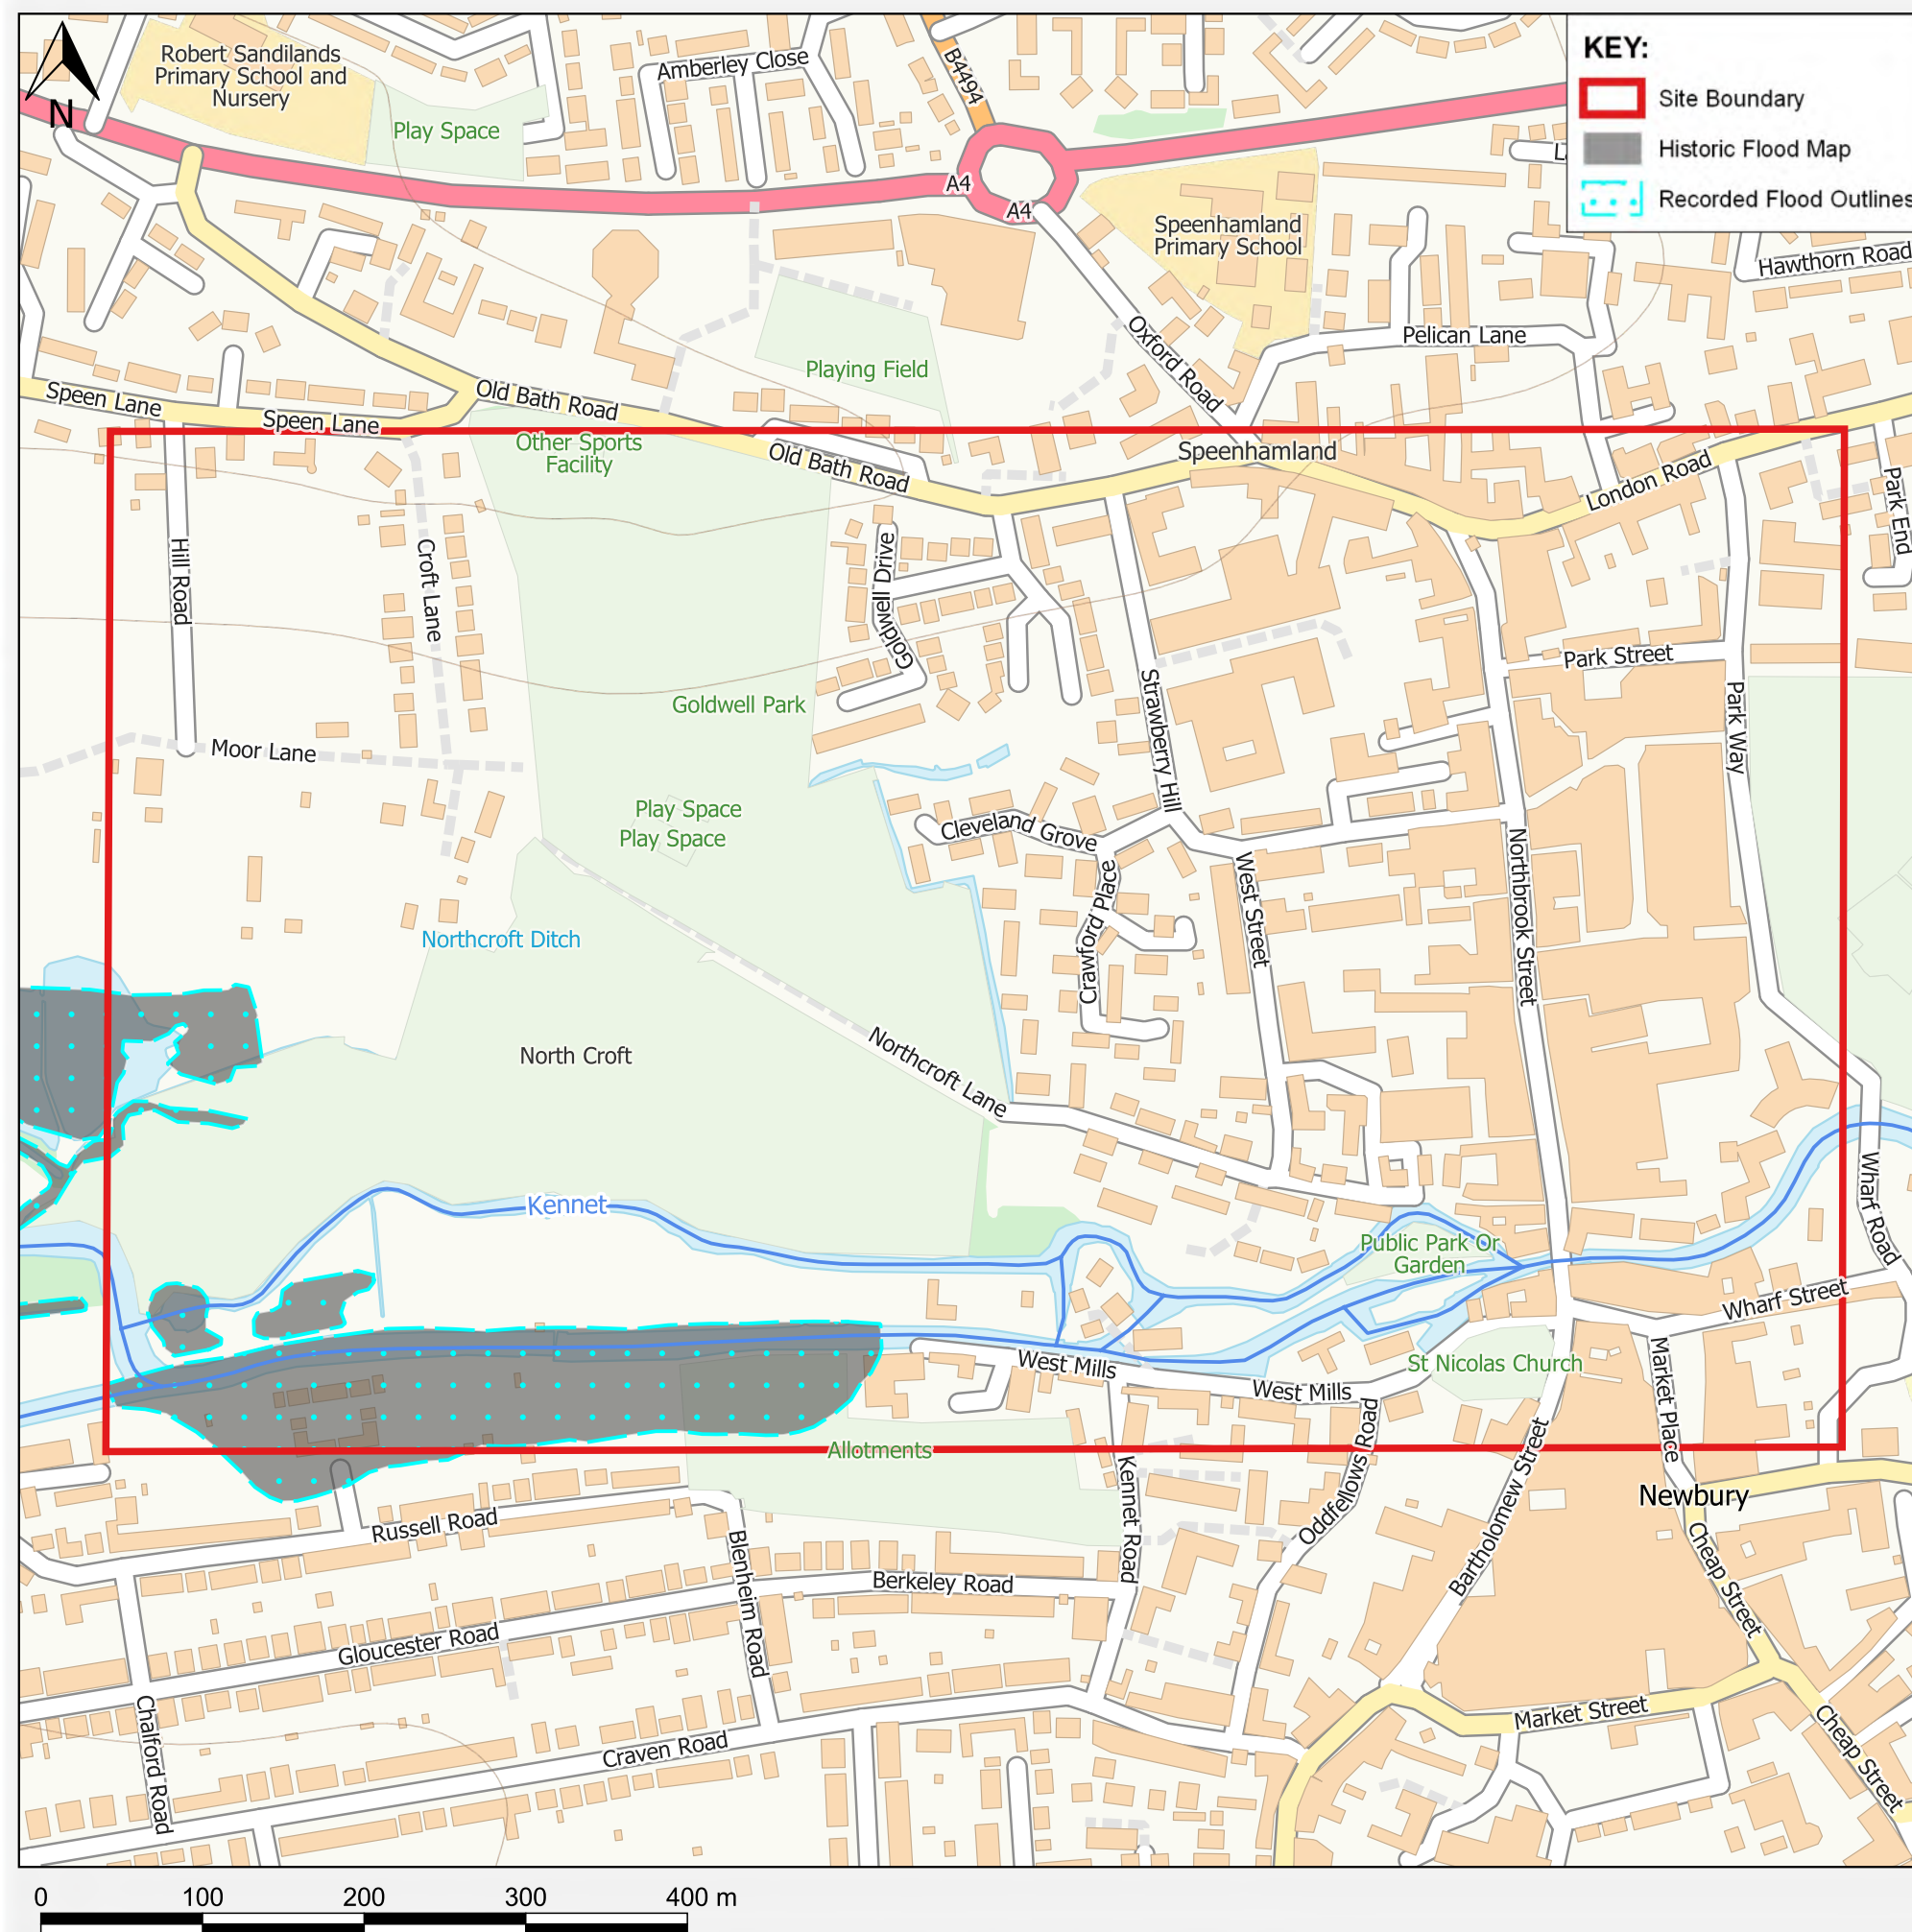 Robert Sandilands
Primary School and
Nursery
Amberley Close
B4494
KEY:
Site Boundary
Historic Flood Map
Recorded Flood Outlines
N
Play Space
A4
A4
Speenhamland
Primary School
Hawthorn Road
Oxford Road
Pelican Lane
Playing Field
Speen Lane
Speen Lane
Old Bath Road
Other Sports
Facility
Old Bath Road
Speenhamland
London Road
Park End
Hill Road
Croft Lane
Goldwell Drive
Park Street
Strawberry Hill
Park Way
Goldwell Park
Moor Lane
Play Space
Play Space
Cleveland Grove
Northbrook Street
West Street
Crawford Place
Northcroft Ditch
North Croft
Northcroft Lane
Wharf Road
Kennet
Public Park Or
Garden
Wharf Street
West Mills
St Nicolas Church
West Mills
Market Place
Allotments
Kennet Road
Oddfellows Road
Bartholomew Street
Newbury
Russell Road
Blenheim Road
Cheap Street
Berkeley Road
Gloucester Road
Chalford Road
Market Street
Craven Road
Cheap Street
0 100 200 300 400 m